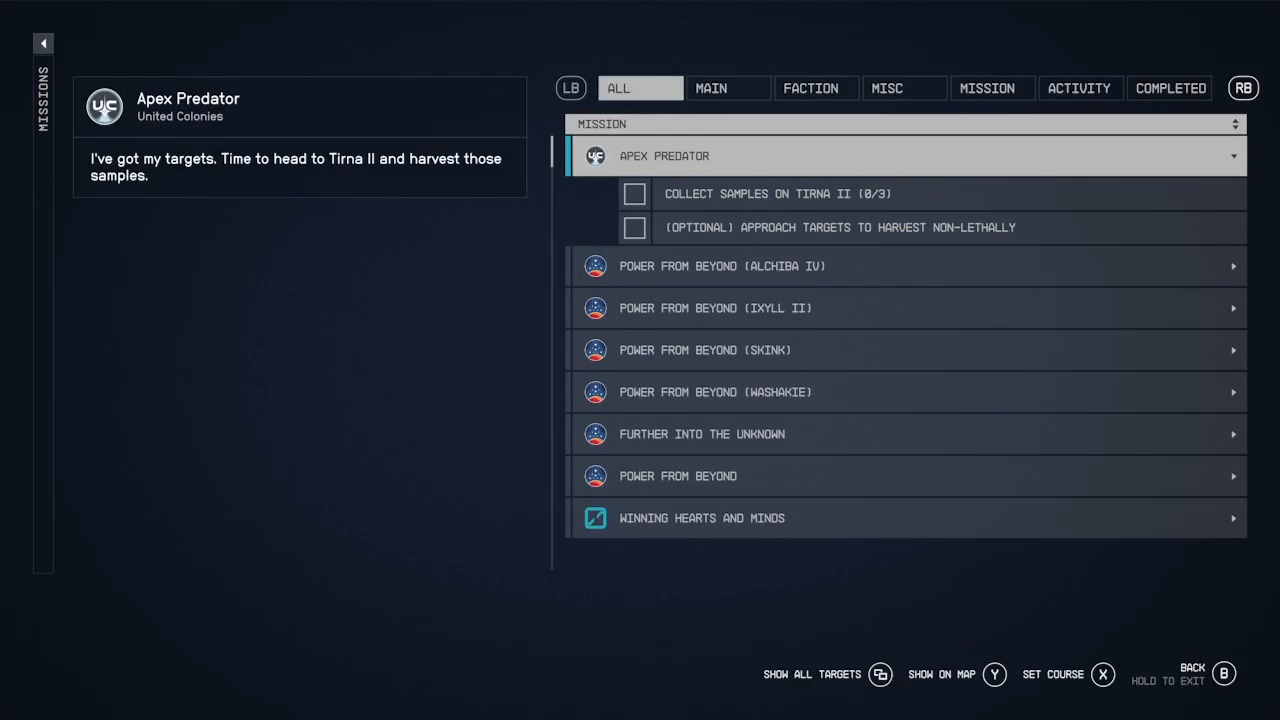 MISSIONS
UC
Apex Predator
United Colonies
I've got my targets. Time to head to Tirna II and harvest those
samples.
LB
ALL
MAIN
FACTION
MISC
MISSION
ACTIVITY
COMPLETED
RB
MISSION
UC
APEX PREDATOR
COLLECT SAMPLES ON TIRNA II (0/3)
(OPTIONAL) APPROACH TARGETS TO HARVEST NON-LETHALLY
POWER FROM BEYOND (ALCHIBA IV)
POWER FROM BEYOND (IXYLL II)
POWER FROM BEYOND (SKINK)
POWER FROM BEYOND (WASHAKIE)
FURTHER INTO THE UNKNOWN
POWER FROM BEYOND
WINNING HEARTS AND MINDS
SHOW ALL TARGETS
SHOW ON MAP Y
SET COURSE X
BACK B
HOLD TO EXIT